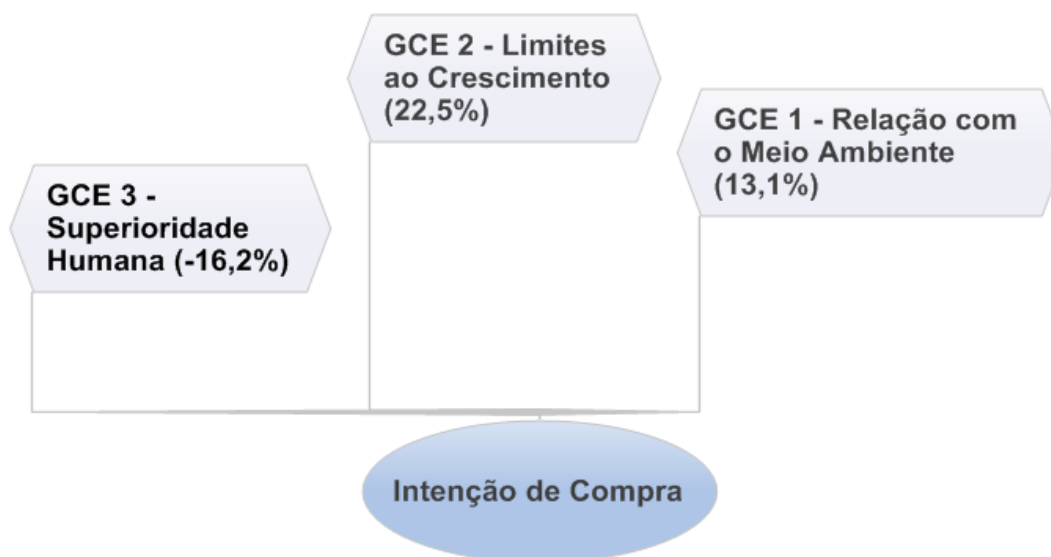 GCE 2 - Limites
ao Crescimento
(22,5%)
GCE 1 - Relação com
o Meio Ambiente
(13,1%)
GCE 3 -
Superioridade
Humana (-16,2%)
Intenção de Compra